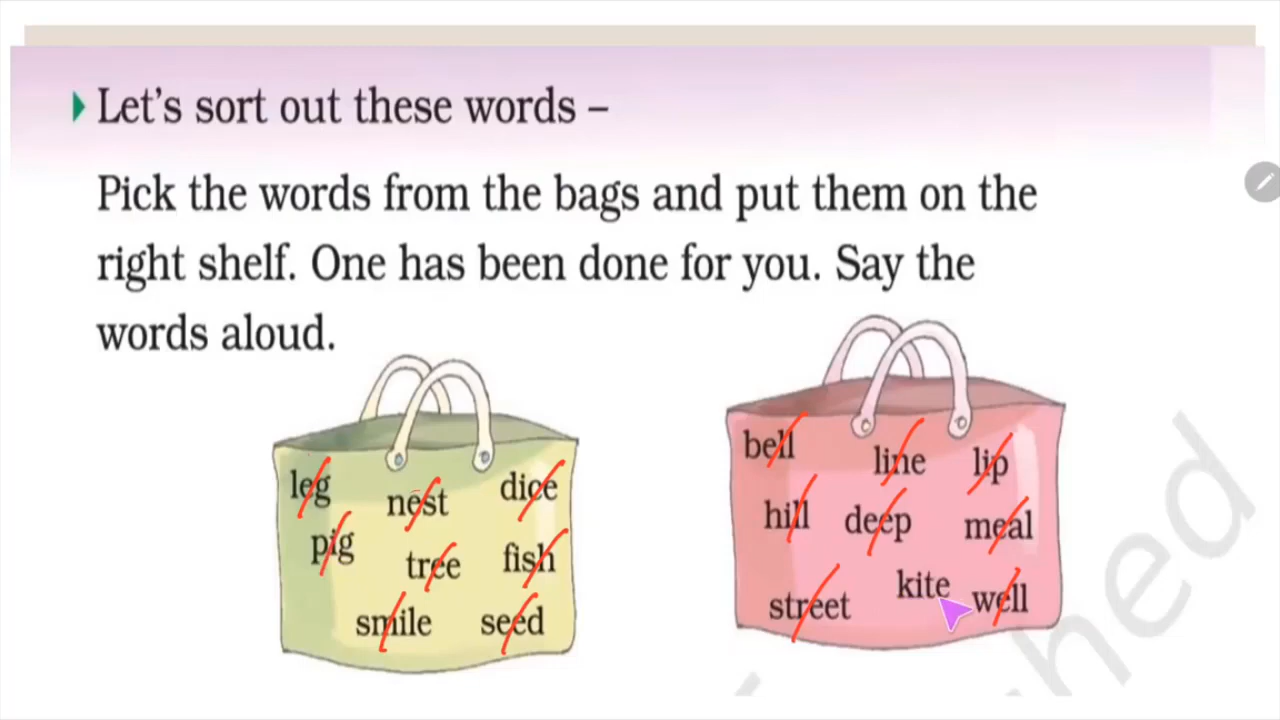 Let's sort out these words –
Pick the words from the bags and put them on the
right shelf. One has been done for you. Say the
words aloud.
leg nest dice
pig tree fish
smile seed
bell line lip
hill deep meal
street kite well